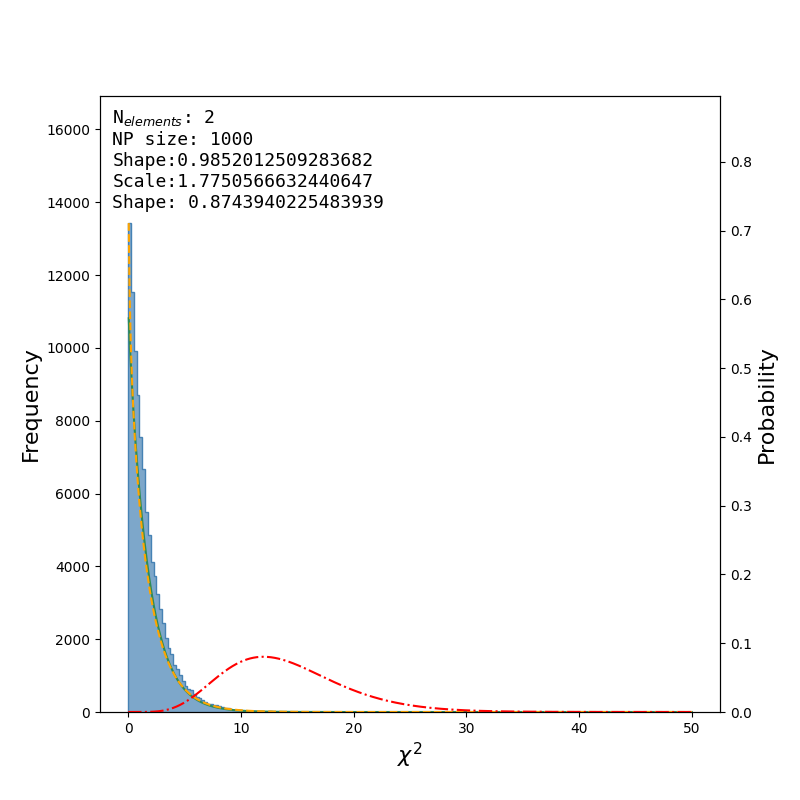 N_elements: 2
NP size: 1000
Shape:0.9852012509283682
Scale:1.7750566632440647
Shape: 0.8743940225483939
16000
14000
12000
10000
8000
6000
4000
2000
0
Frequency
0.8
0.7
0.6
0.5
0.4
0.3
0.2
0.1
0.0
Probability
0 10 20 30 40 50
χ²